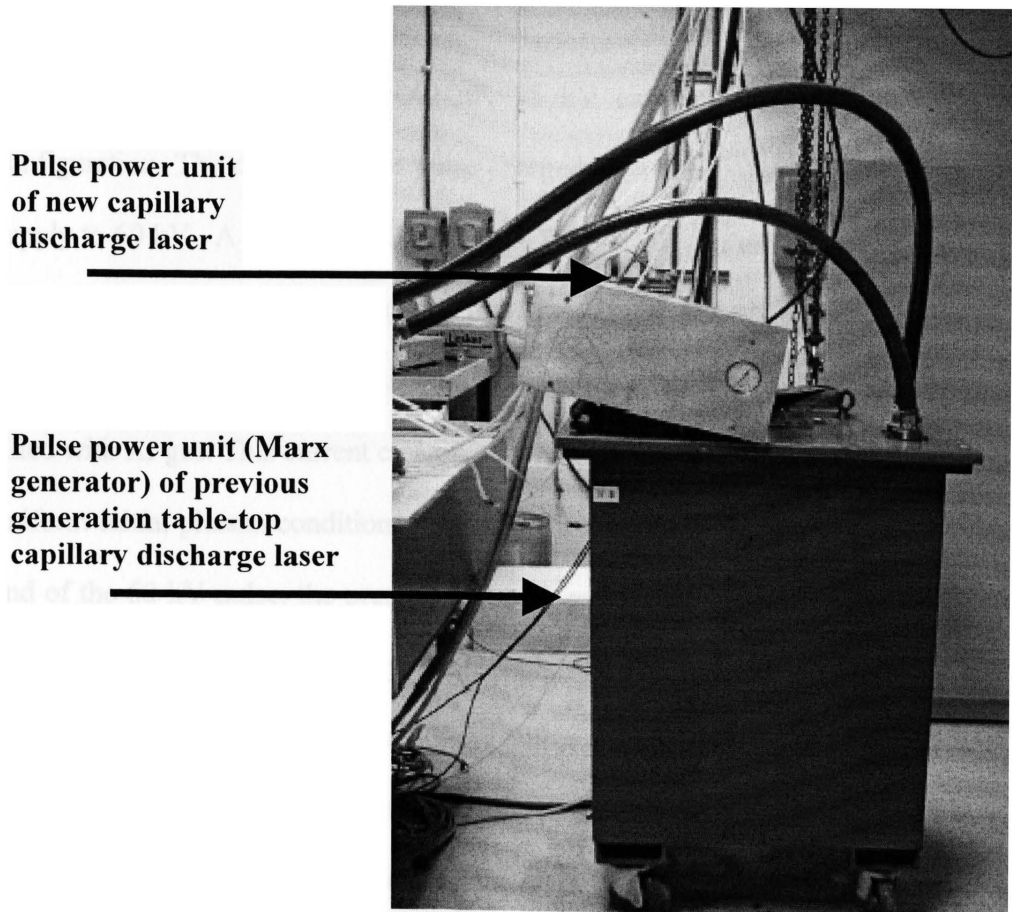 Pulse power unit
of new capillary
discharge laser
Pulse power unit (Marx
generator) of previous
generation table-top
capillary discharge laser